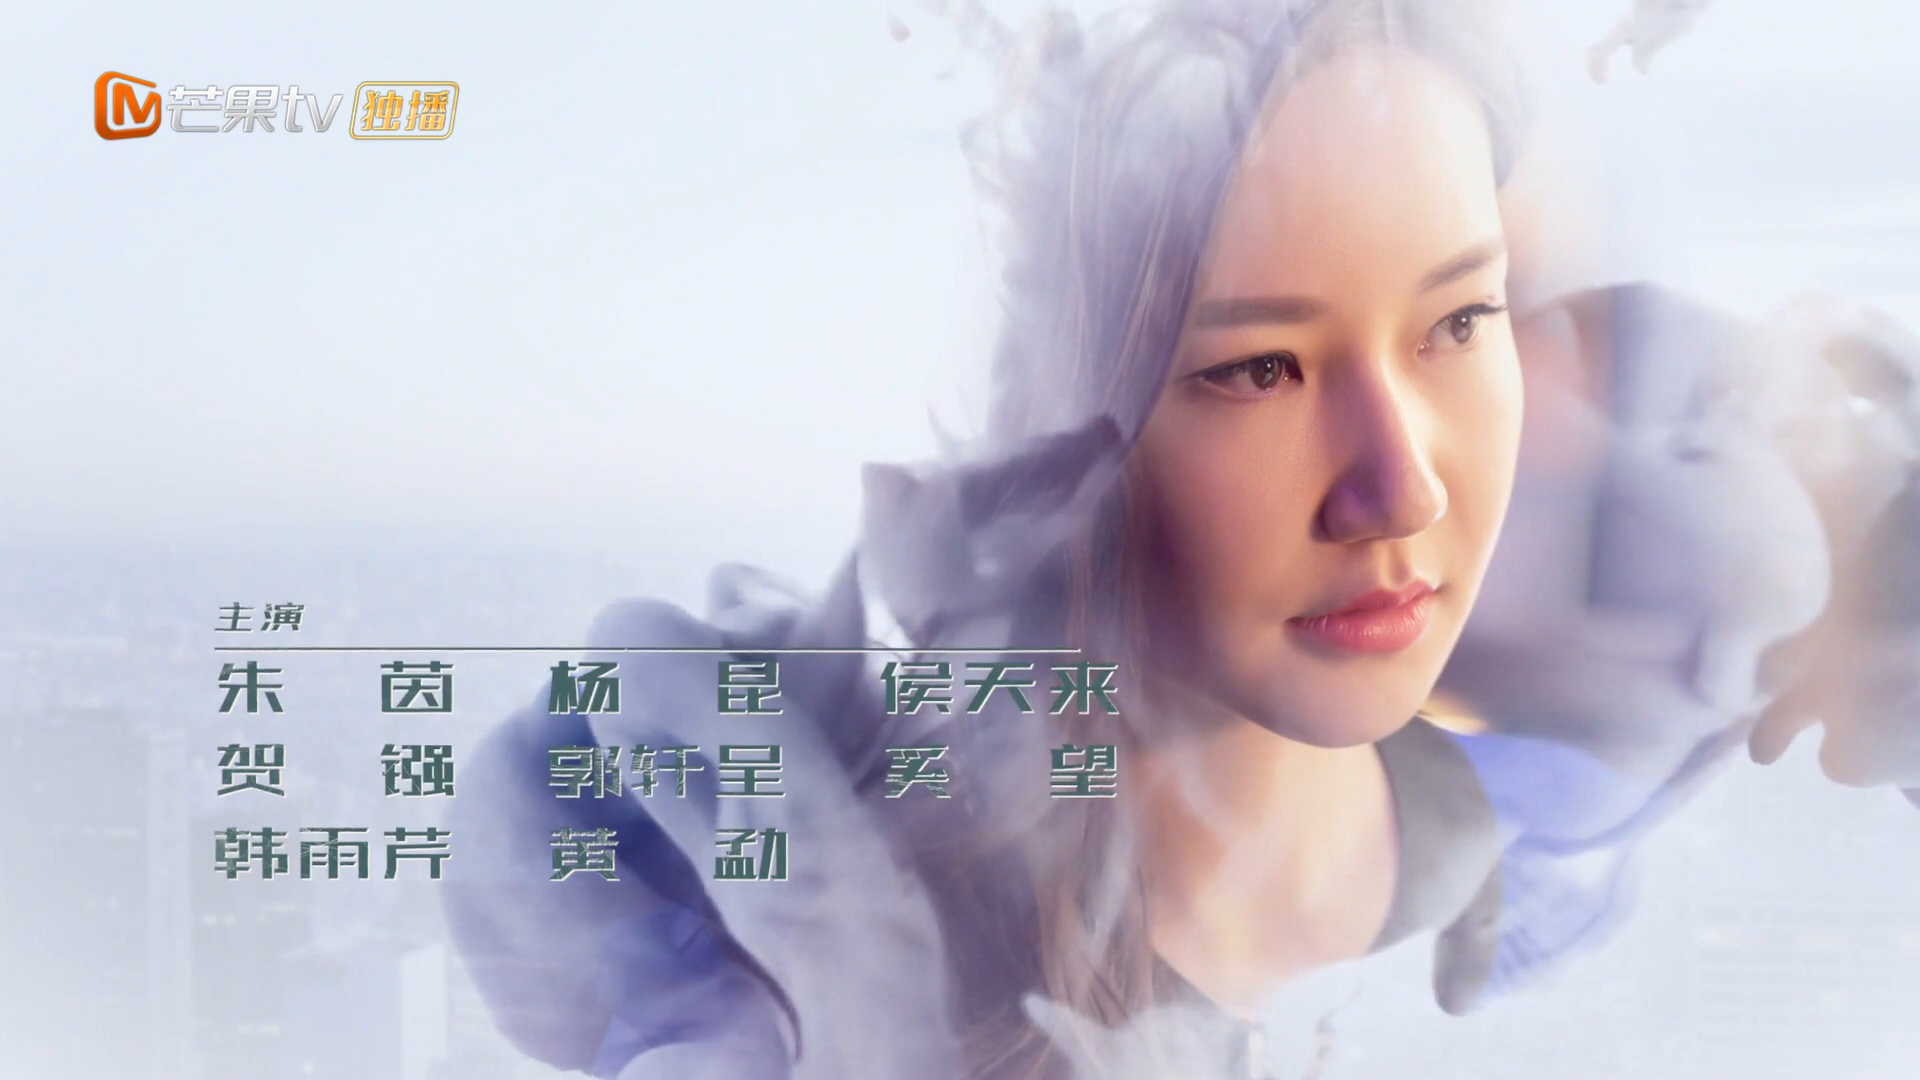 芒果tv 独播
主演
朱茵 杨昆 侯天来
贺镪 郭轩呈 奚望
韩雨芹 黄勐